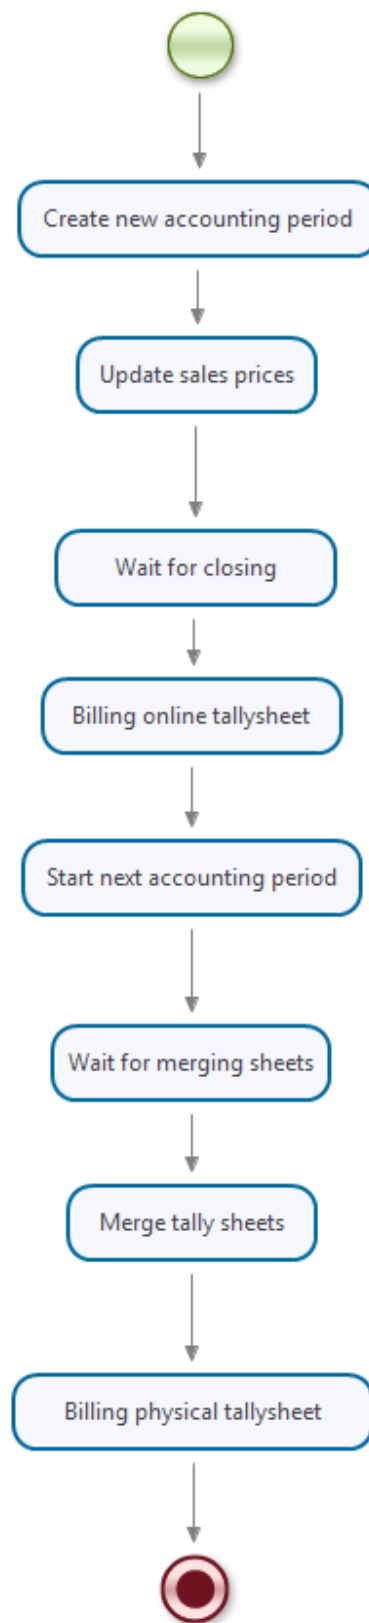 Create new accounting period
Update sales prices
Wait for closing
Billing online tallysheet
Start next accounting period
Wait for merging sheets
Merge tally sheets
Billing physical tallysheet